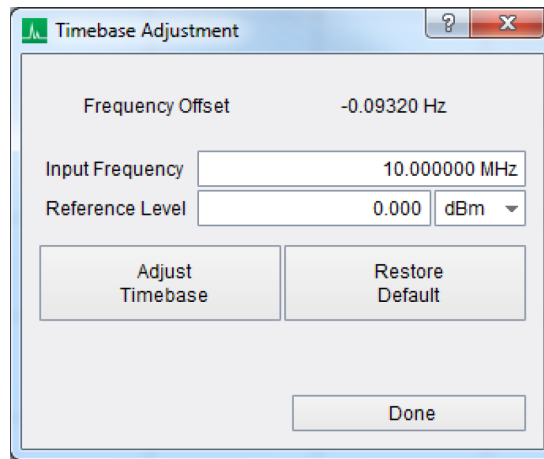 Timebase Adjustment
Frequency Offset -0.09320 Hz
Input Frequency 10.000000 MHz
Reference Level 0.000 dBm
Adjust Restore
Timebase Default
Done